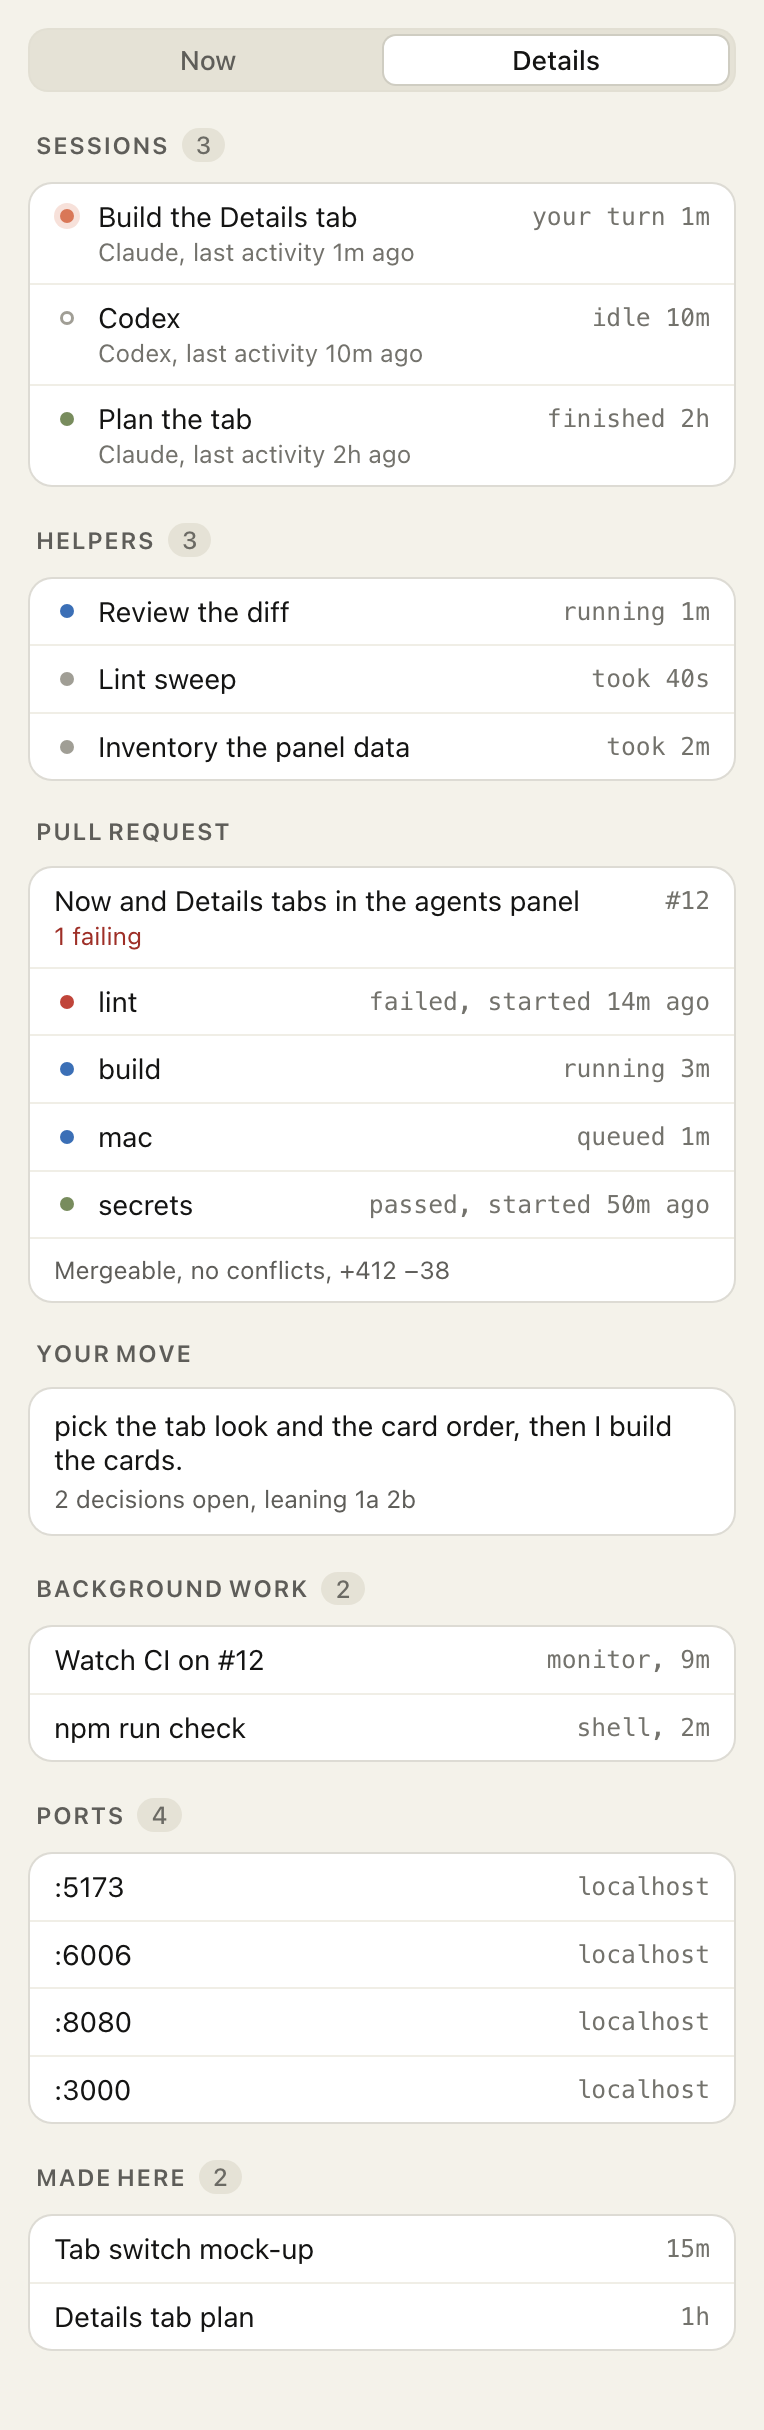 Now
Details
SESSIONS 3
Build the Details tab your turn 1m
Claude, last activity 1m ago
Codex idle 10m
Codex, last activity 10m ago
Plan the tab finished 2h
Claude, last activity 2h ago
HELPERS 3
Review the diff running 1m
Lint sweep took 40s
Inventory the panel data took 2m
PULL REQUEST
Now and Details tabs in the agents panel #12
1 failing
lint failed, started 14m ago
build running 3m
mac queued 1m
secrets passed, started 50m ago
Mergeable, no conflicts, +412 −38
YOUR MOVE
pick the tab look and the card order, then I build
the cards.
2 decisions open, leaning 1a 2b
BACKGROUND WORK 2
Watch CI on #12 monitor, 9m
npm run check shell, 2m
PORTS 4
:5173 localhost
:6006 localhost
:8080 localhost
:3000 localhost
MADE HERE 2
Tab switch mock-up 15m
Details tab plan 1h